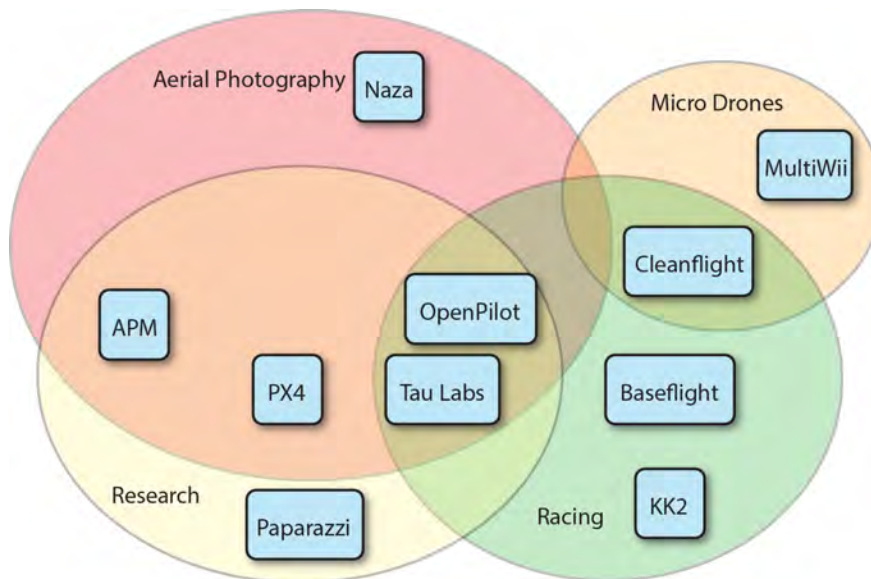 Aerial Photography
Naza
Micro Drones
MultiWii
Cleanflight
OpenPilot
APM
PX4
Tau Labs
Baseflight
Research
Paparazzi
Racing
KK2